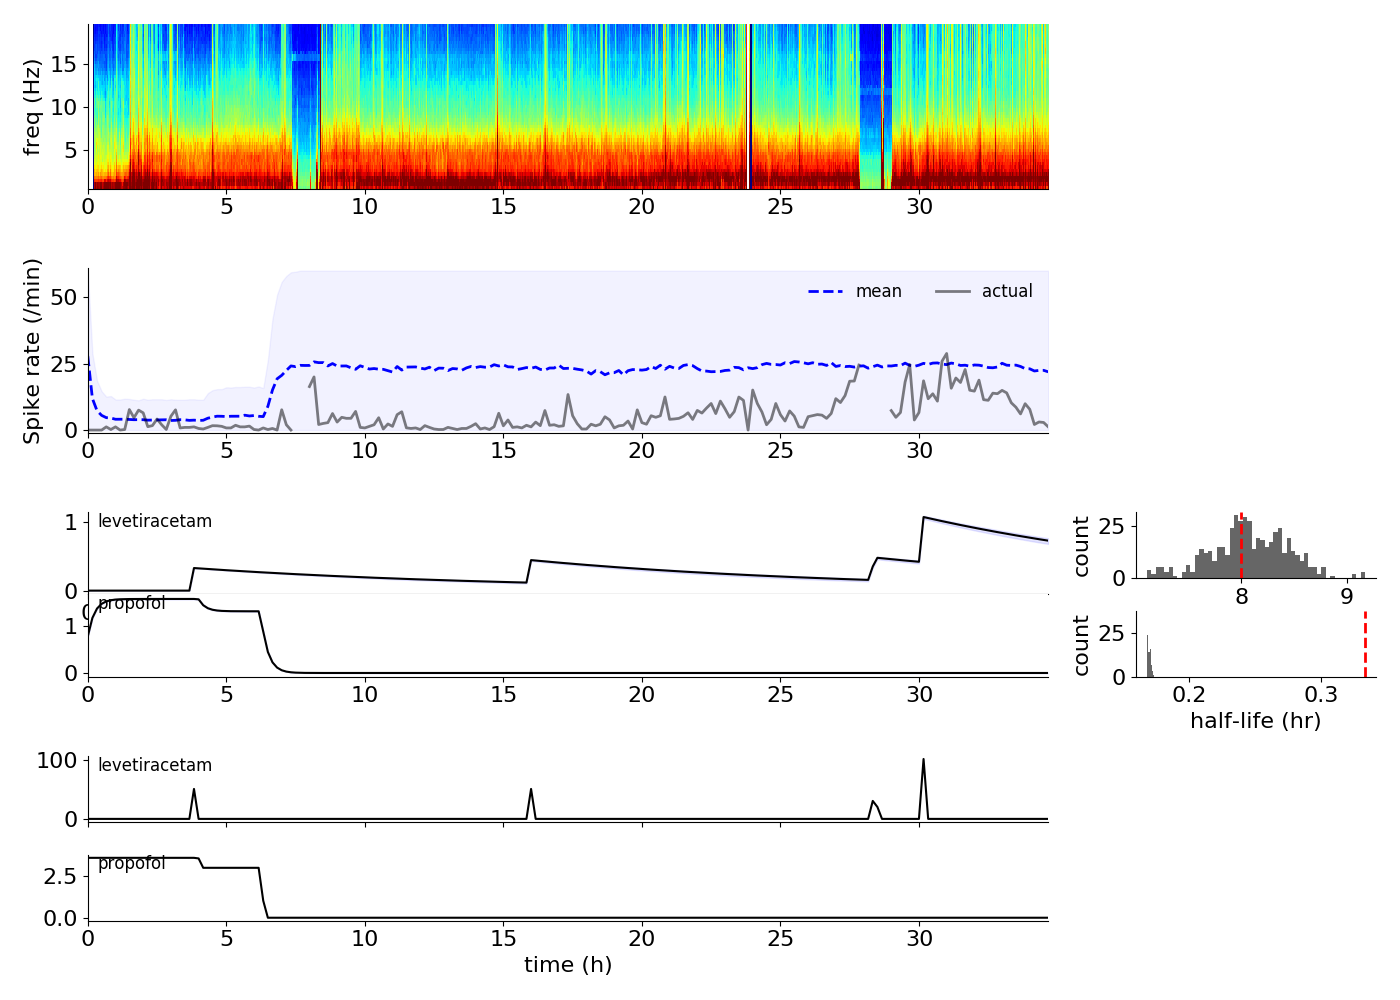 freq (Hz)
15
10
5
0 5 10 15 20 25 30
Spike rate (/min)
50
25
0
mean actual
0 5 10 15 20 25 30
levetiracetam
1
0
0
propofol
1
0
0 5 10 15 20 25 30
count
25
0
8 9
count
25
0
0.2 0.3
half-life (hr)
levetiracetam
100
0
propofol
2.5
0.0
0 5 10 15 20 25 30
time (h)